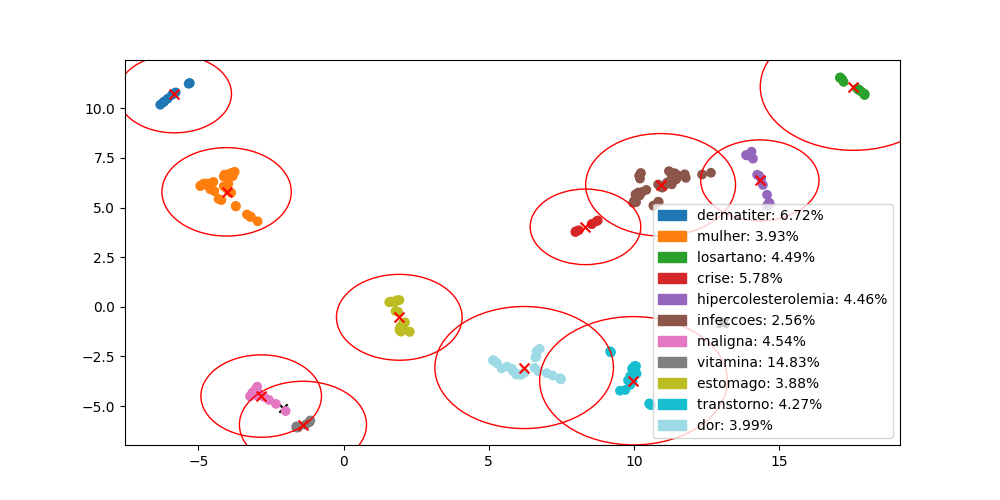 10.0
7.5
5.0
2.5
0.0
−2.5
−5.0
−5
0
5
10
15
dermatiter: 6.72%
mulher: 3.93%
losartano: 4.49%
crise: 5.78%
hipercolesterolemia: 4.46%
infeccoes: 2.56%
maligna: 4.54%
vitamina: 14.83%
estomago: 3.88%
transtorno: 4.27%
dor: 3.99%